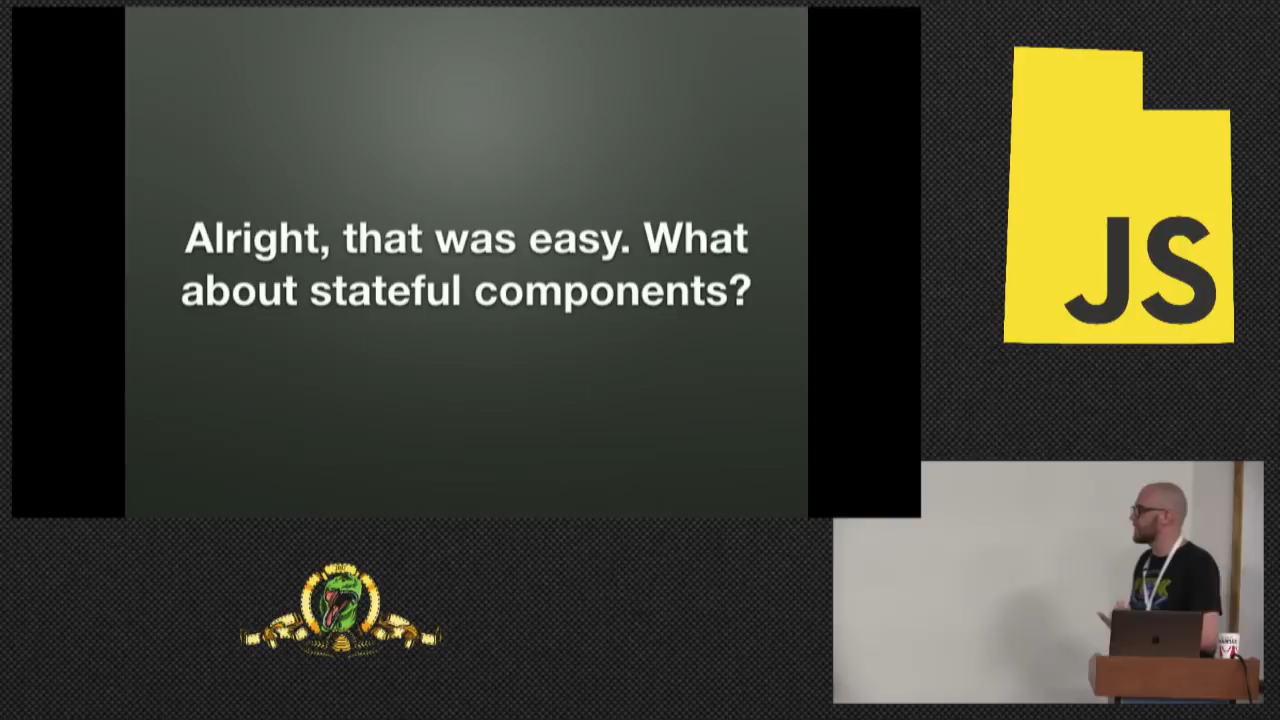 Alright, that was easy. What
about stateful components?
JS